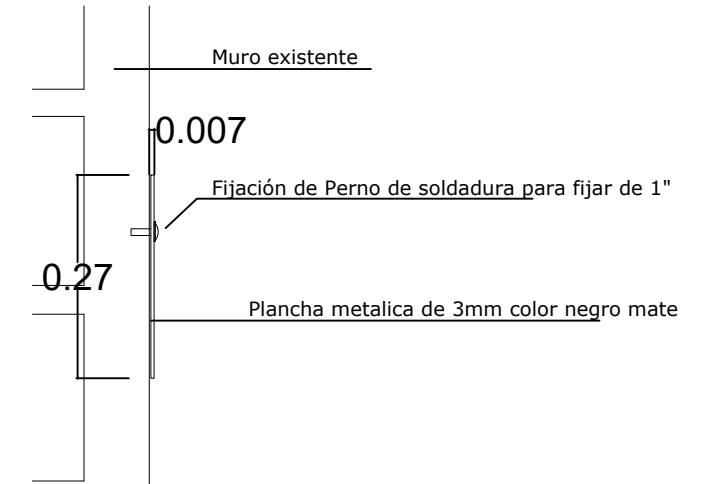 Muro existente
0.007
Fijación de Perno de soldadura para fijar de 1"
0.27
Plancha metalica de 3mm color negro mate